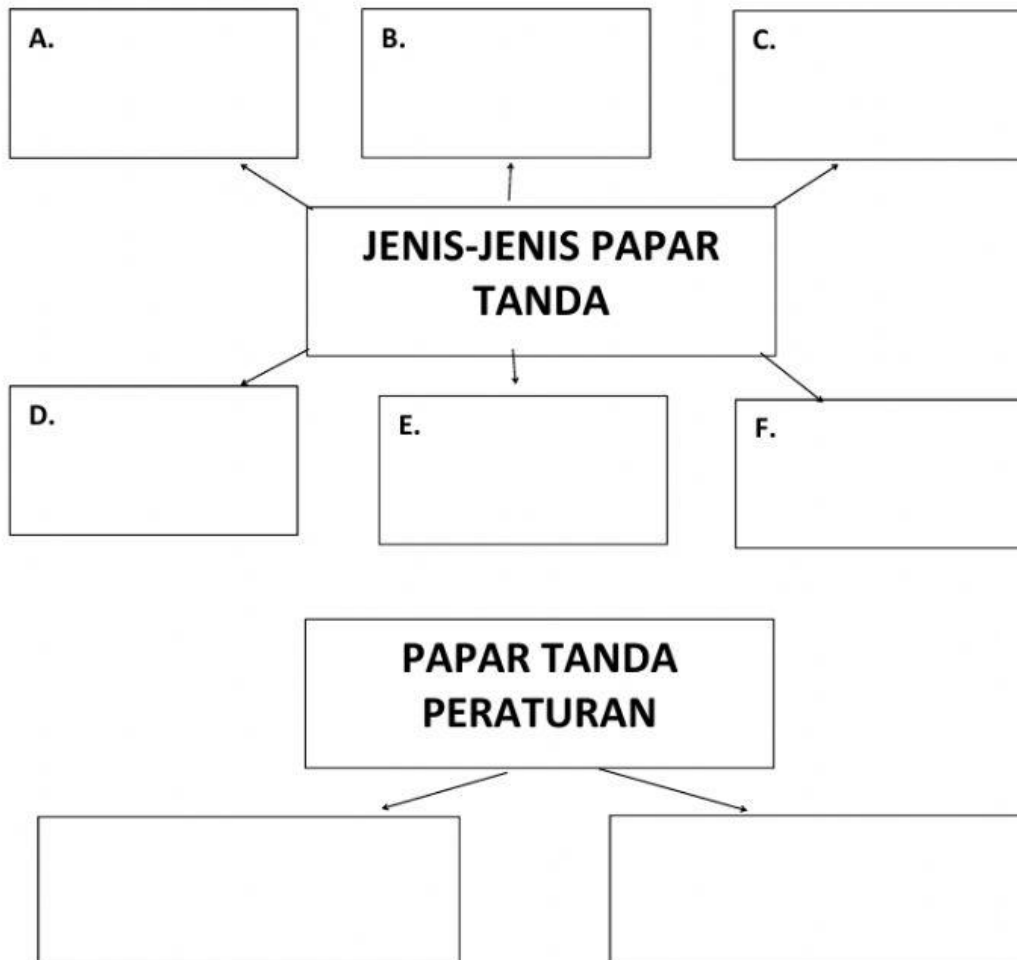 A.
B.
C.
JENIS-JENIS PAPAR
TANDA
D.
E.
F.
PAPAR TANDA
PERATURAN